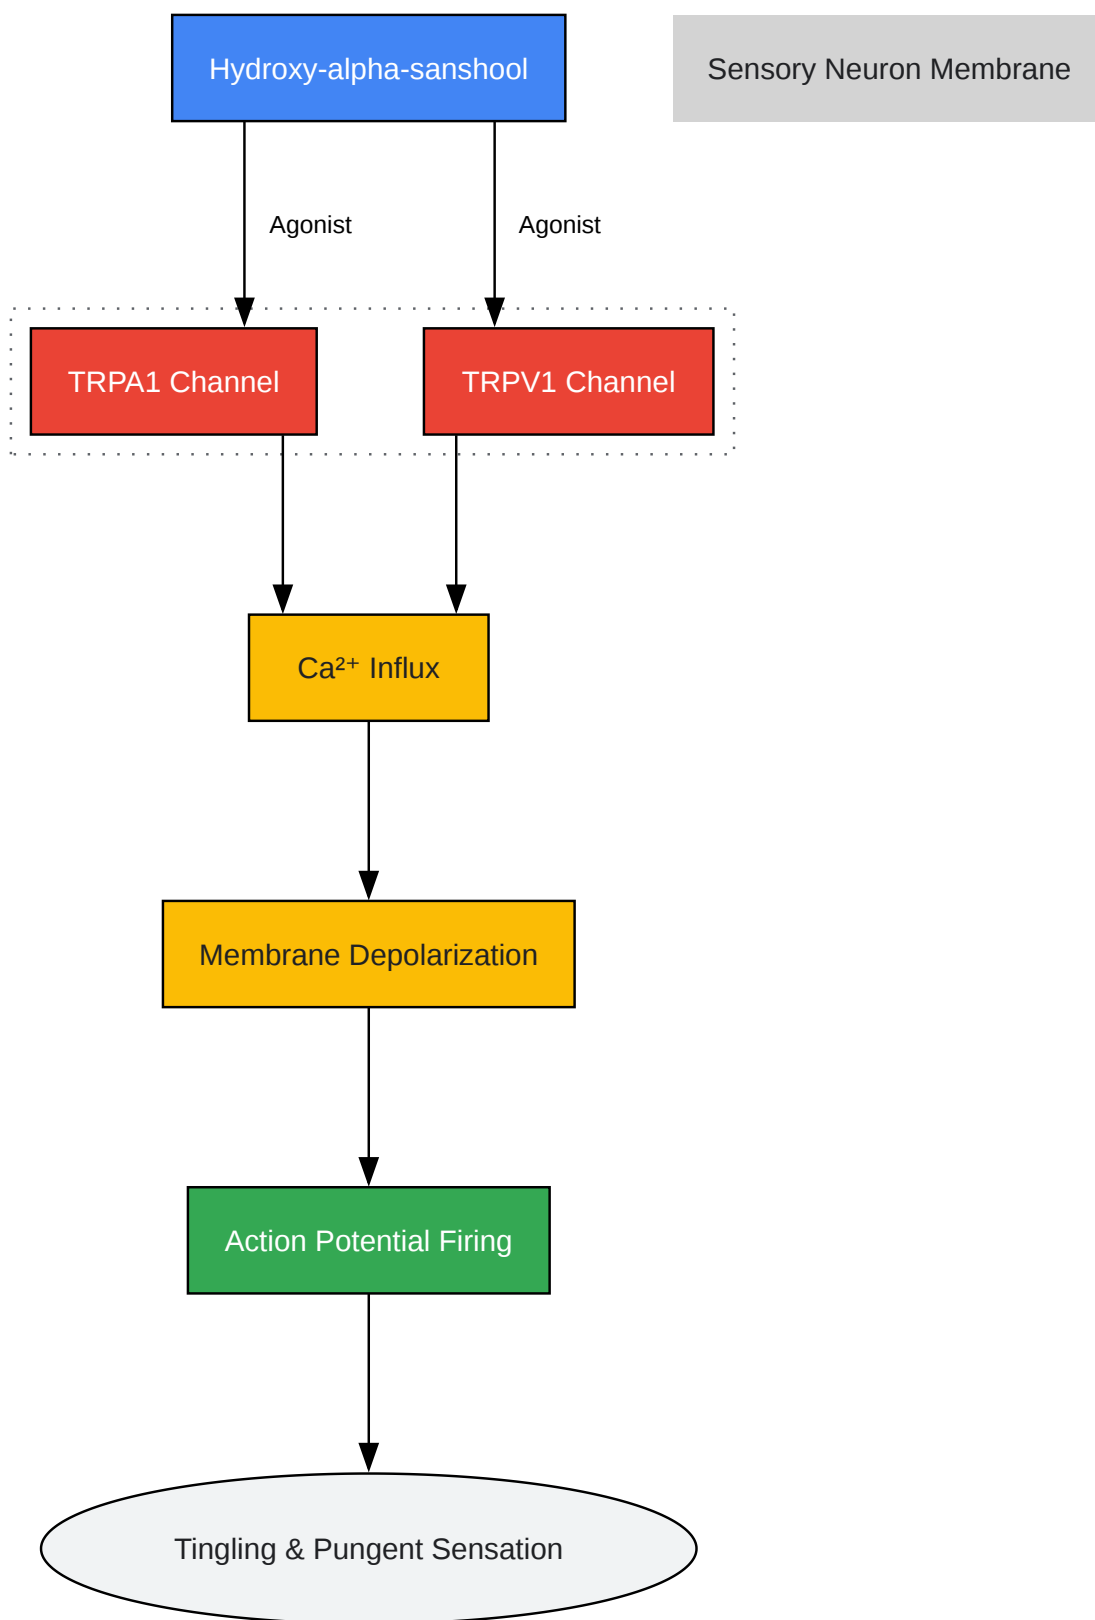 Hydroxy-alpha-sanshool
Sensory Neuron Membrane
Agonist
Agonist
TRPA1 Channel
TRPV1 Channel
Ca²⁺ Influx
Membrane Depolarization
Action Potential Firing
Tingling & Pungent Sensation